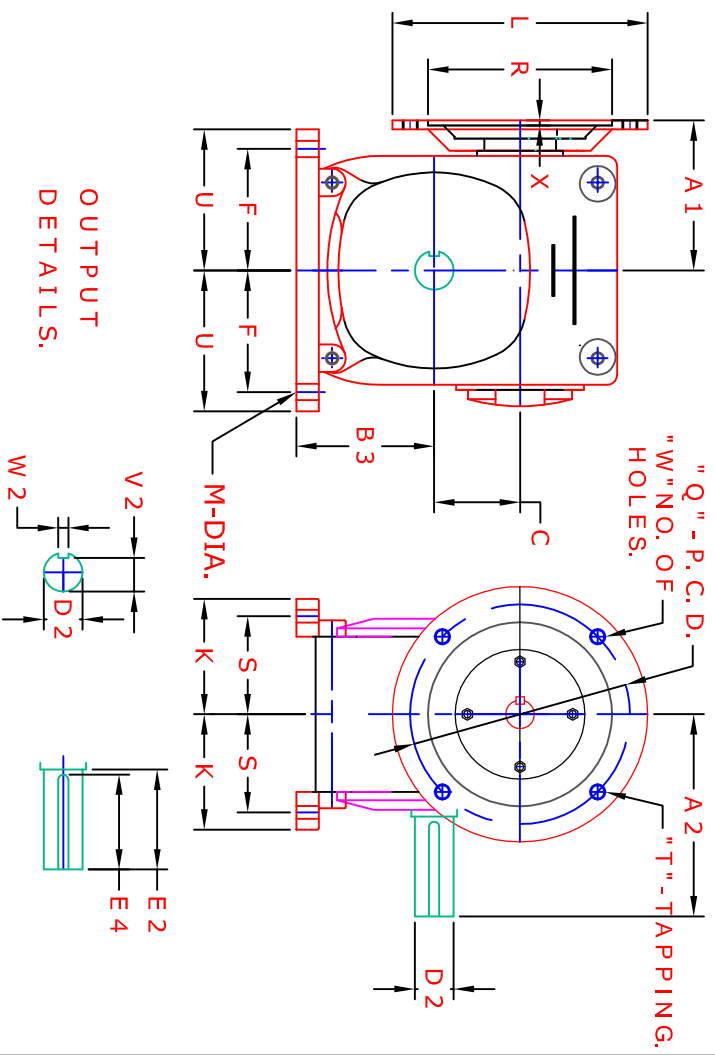 L
R
X
A1
U
F
F
U
B3
C
M-DIA.
OUTPUT
DETAILS.
"Q"-P.C.D.
"W"NO. OF
HOLES.
A2
"T"-TAPPING.
K
S
S
K
D2
V2
W2
D2
E2
E4